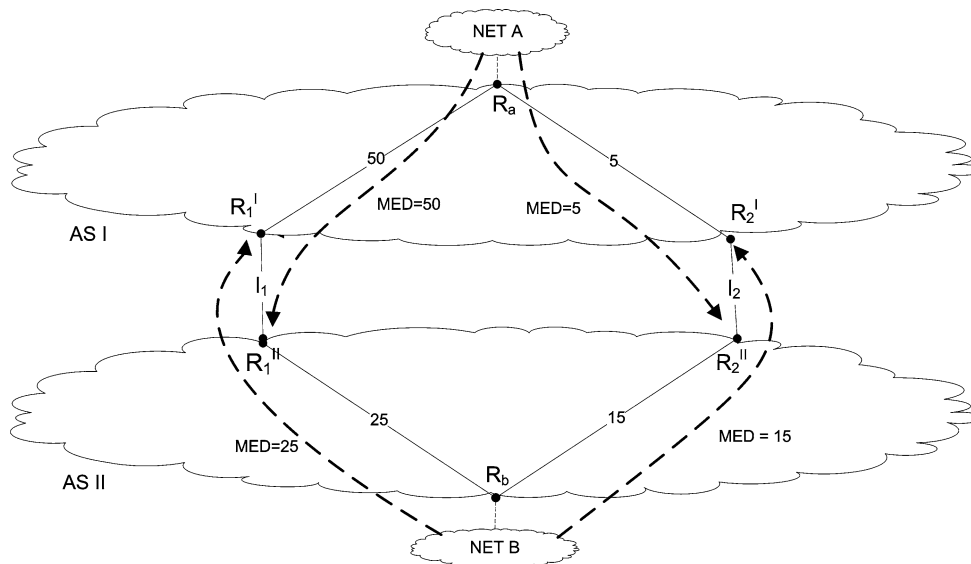 NET A
Rₐ
50
5
R₁ᴵ
MED=50
MED=5
R₂ᴵ
AS I
I₁
I₂
R₁ᴵᴵ
R₂ᴵᴵ
25
15
MED=25
MED = 15
R_b
AS II
NET B